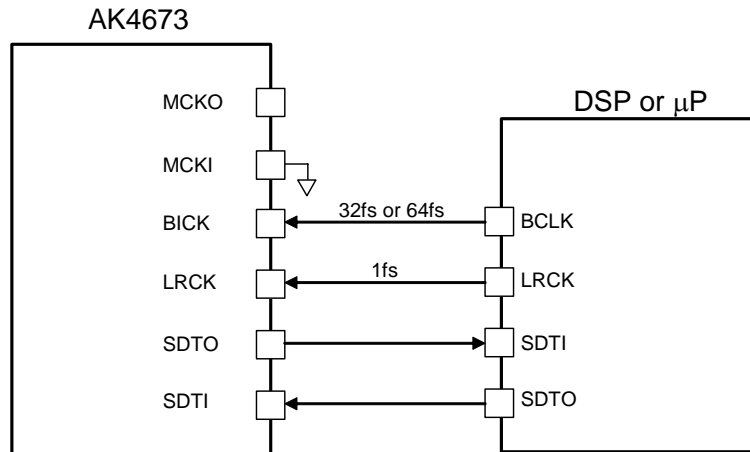 AK4673
DSP or μP
MCKO
MCKI
BICK
32fs or 64fs
BCLK
LRCK
1fs
LRCK
SDTO
SDTI
SDTI
SDTO